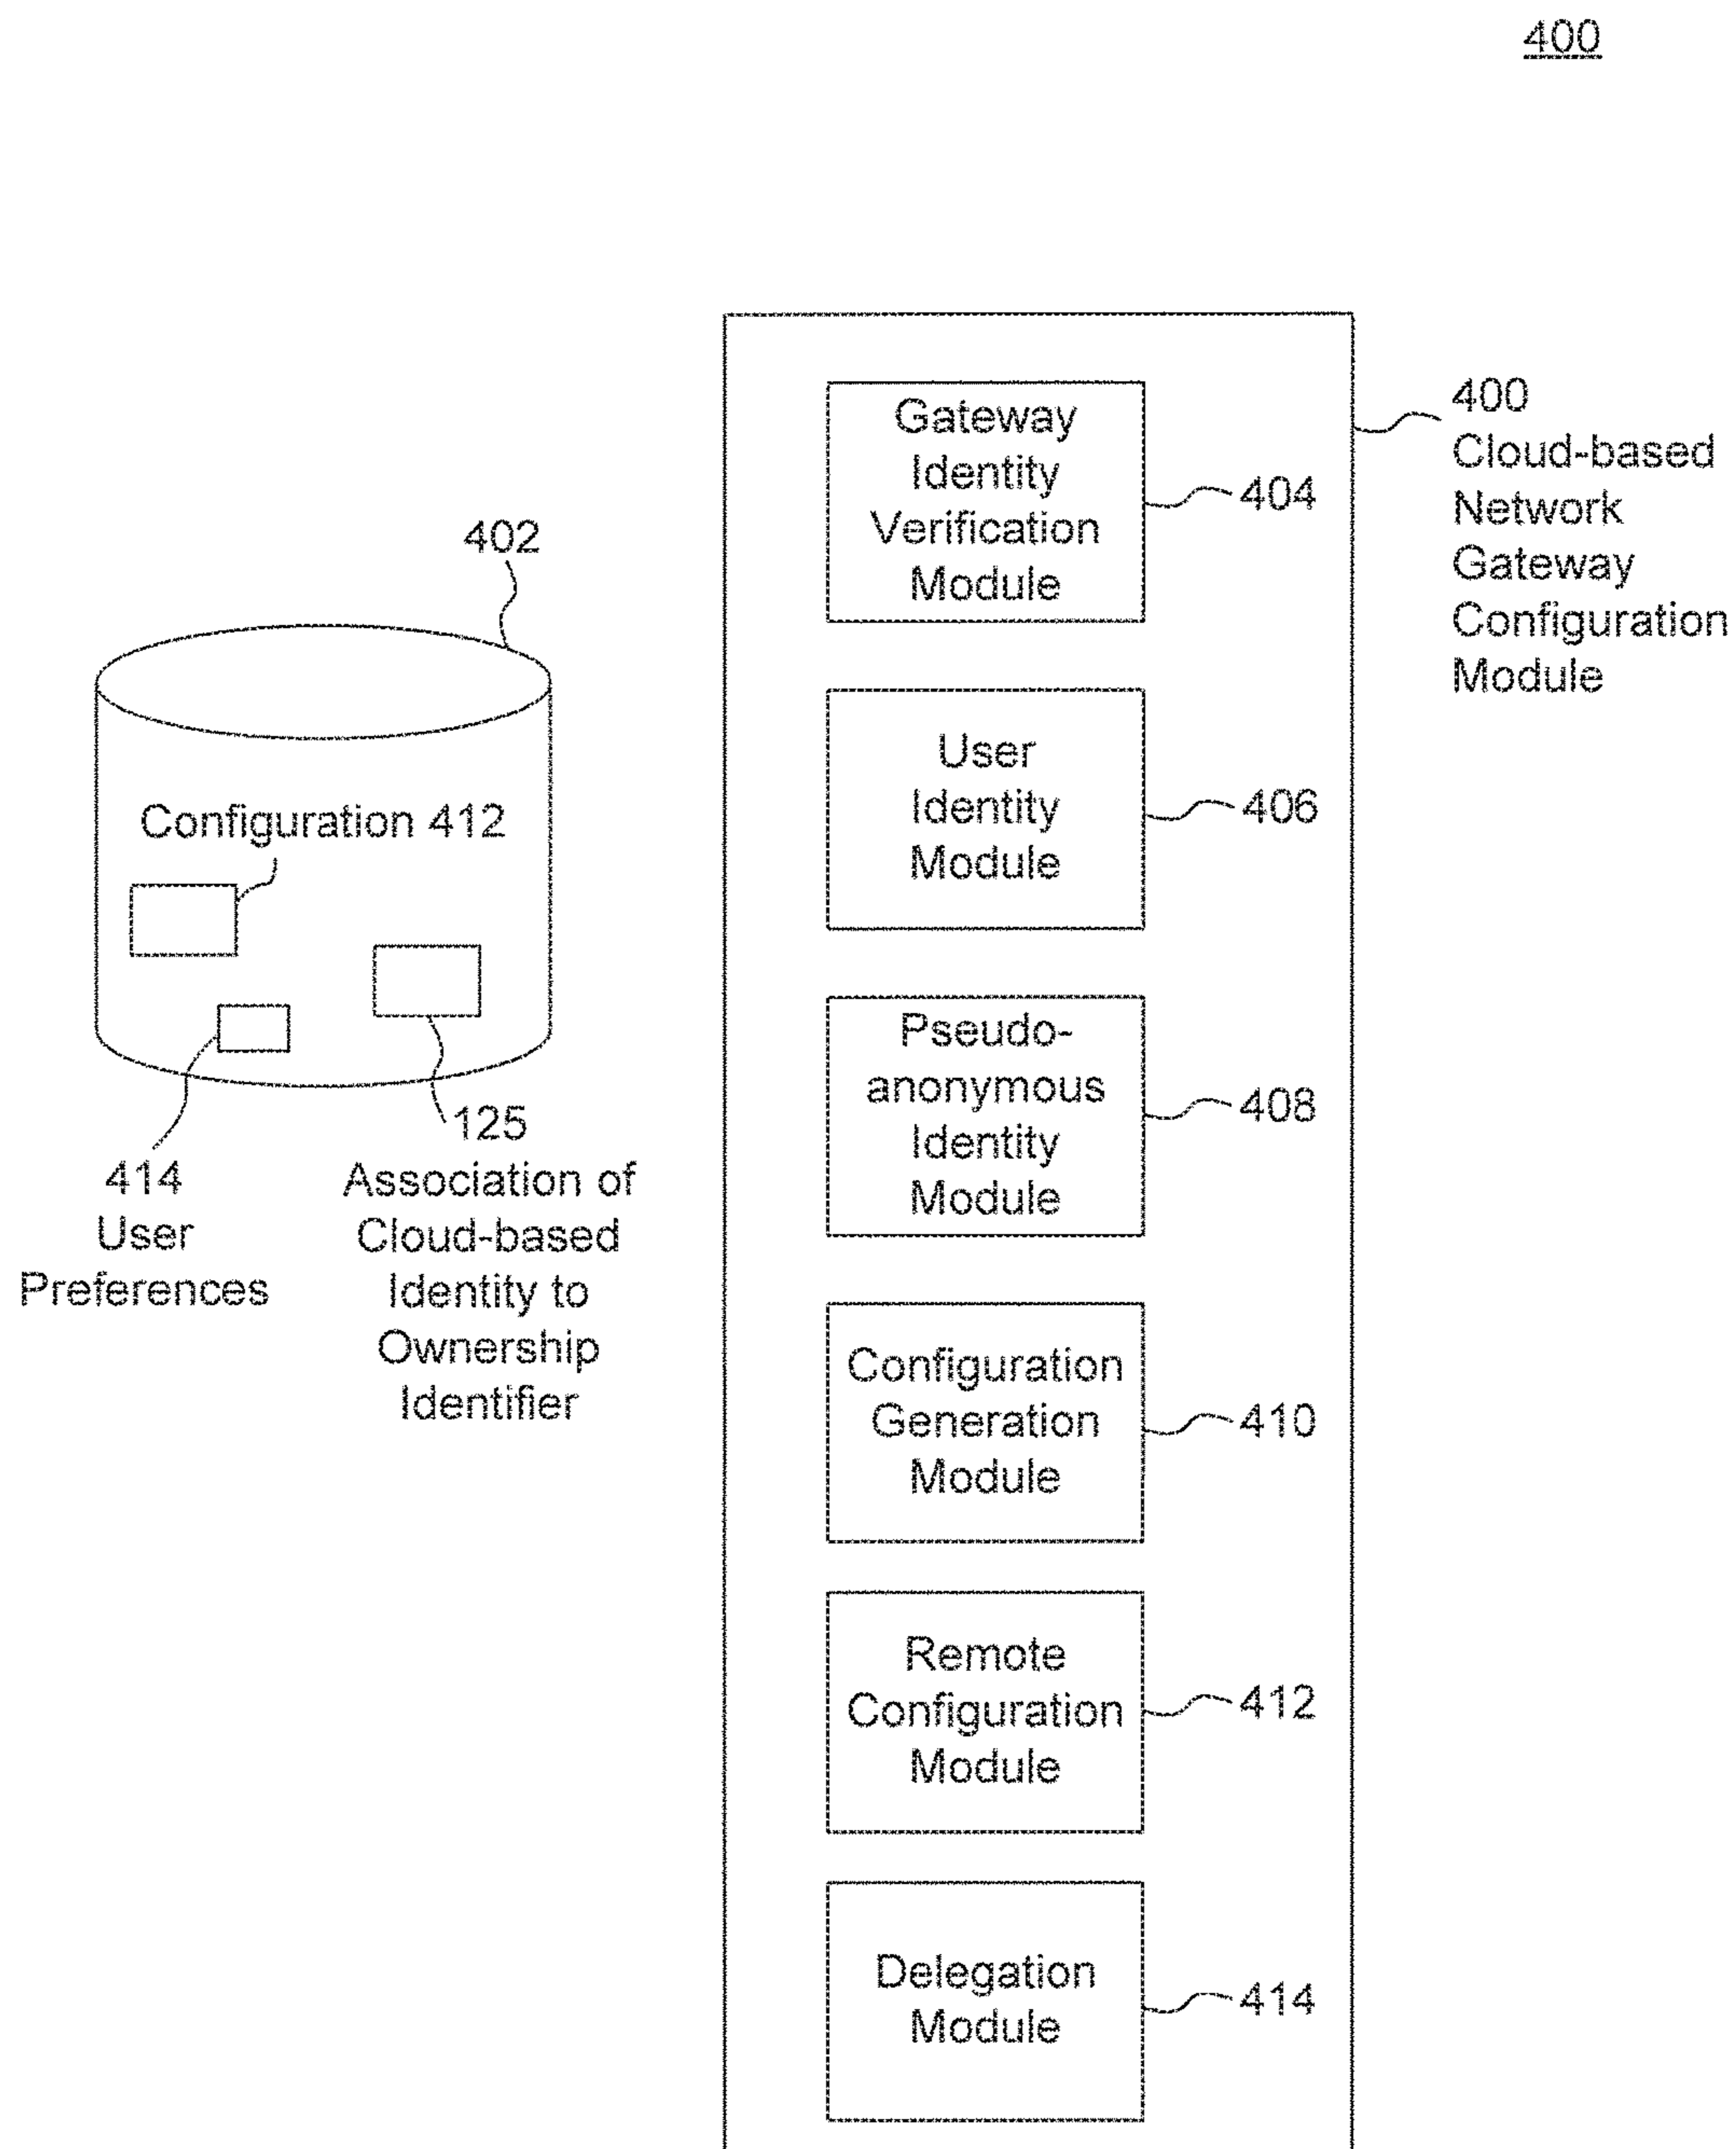 400
402
Configuration 412
414
User
Preferences
125
Association of
Cloud-based
Identity to
Ownership
Identifier
Gateway
Identity
Verification
Module
404
User
Identity
Module
406
Pseudo-
anonymous
Identity
Module
408
Configuration
Generation
Module
410
Remote
Configuration
Module
412
Delegation
Module
414
400
Cloud-based
Network
Gateway
Configuration
Module